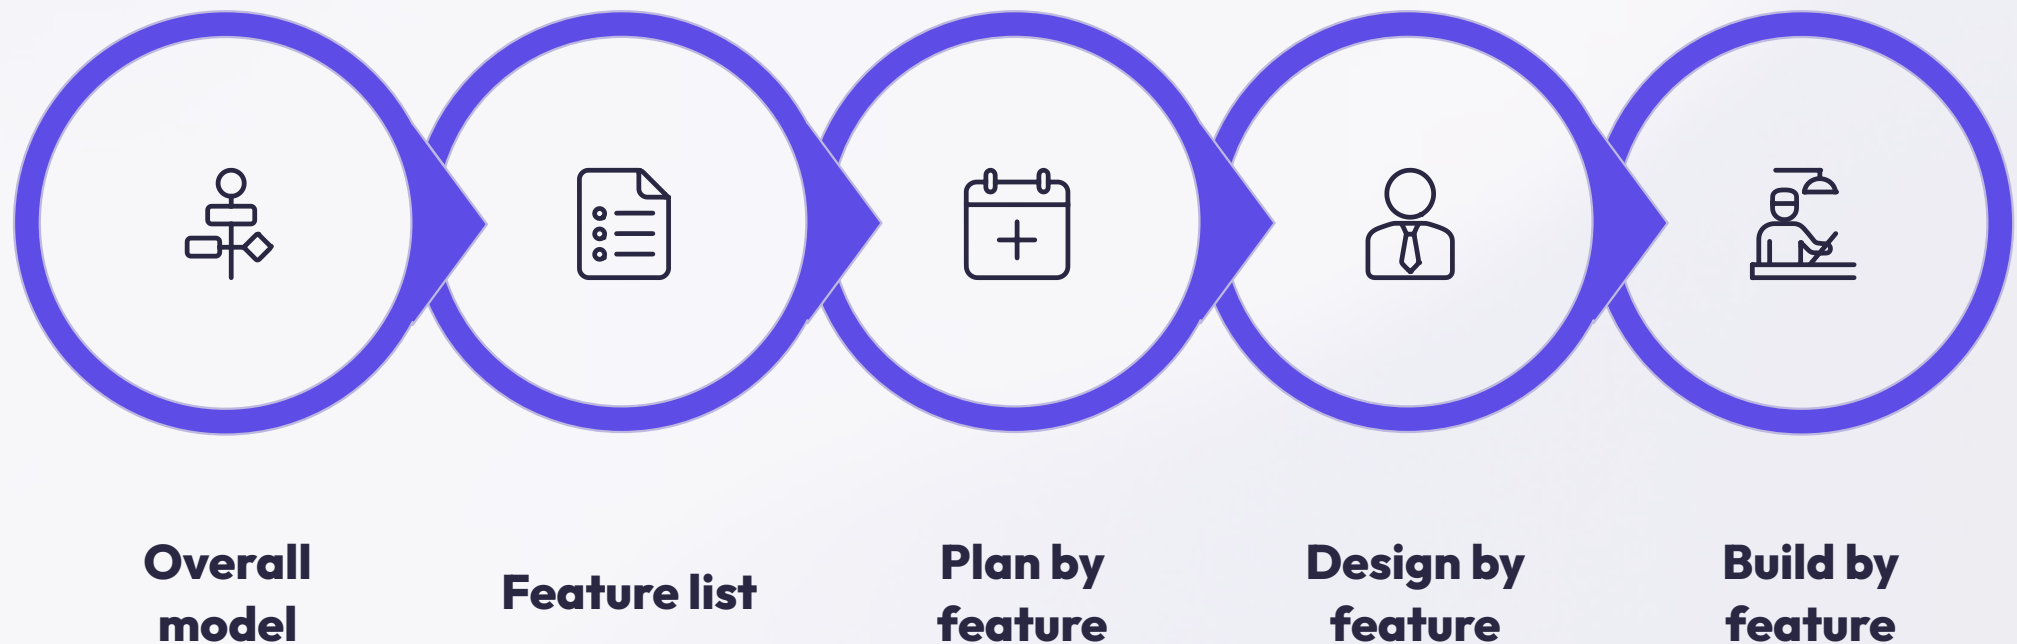 Overall
model
Feature list
Plan by
feature
Design by
feature
Build by
feature